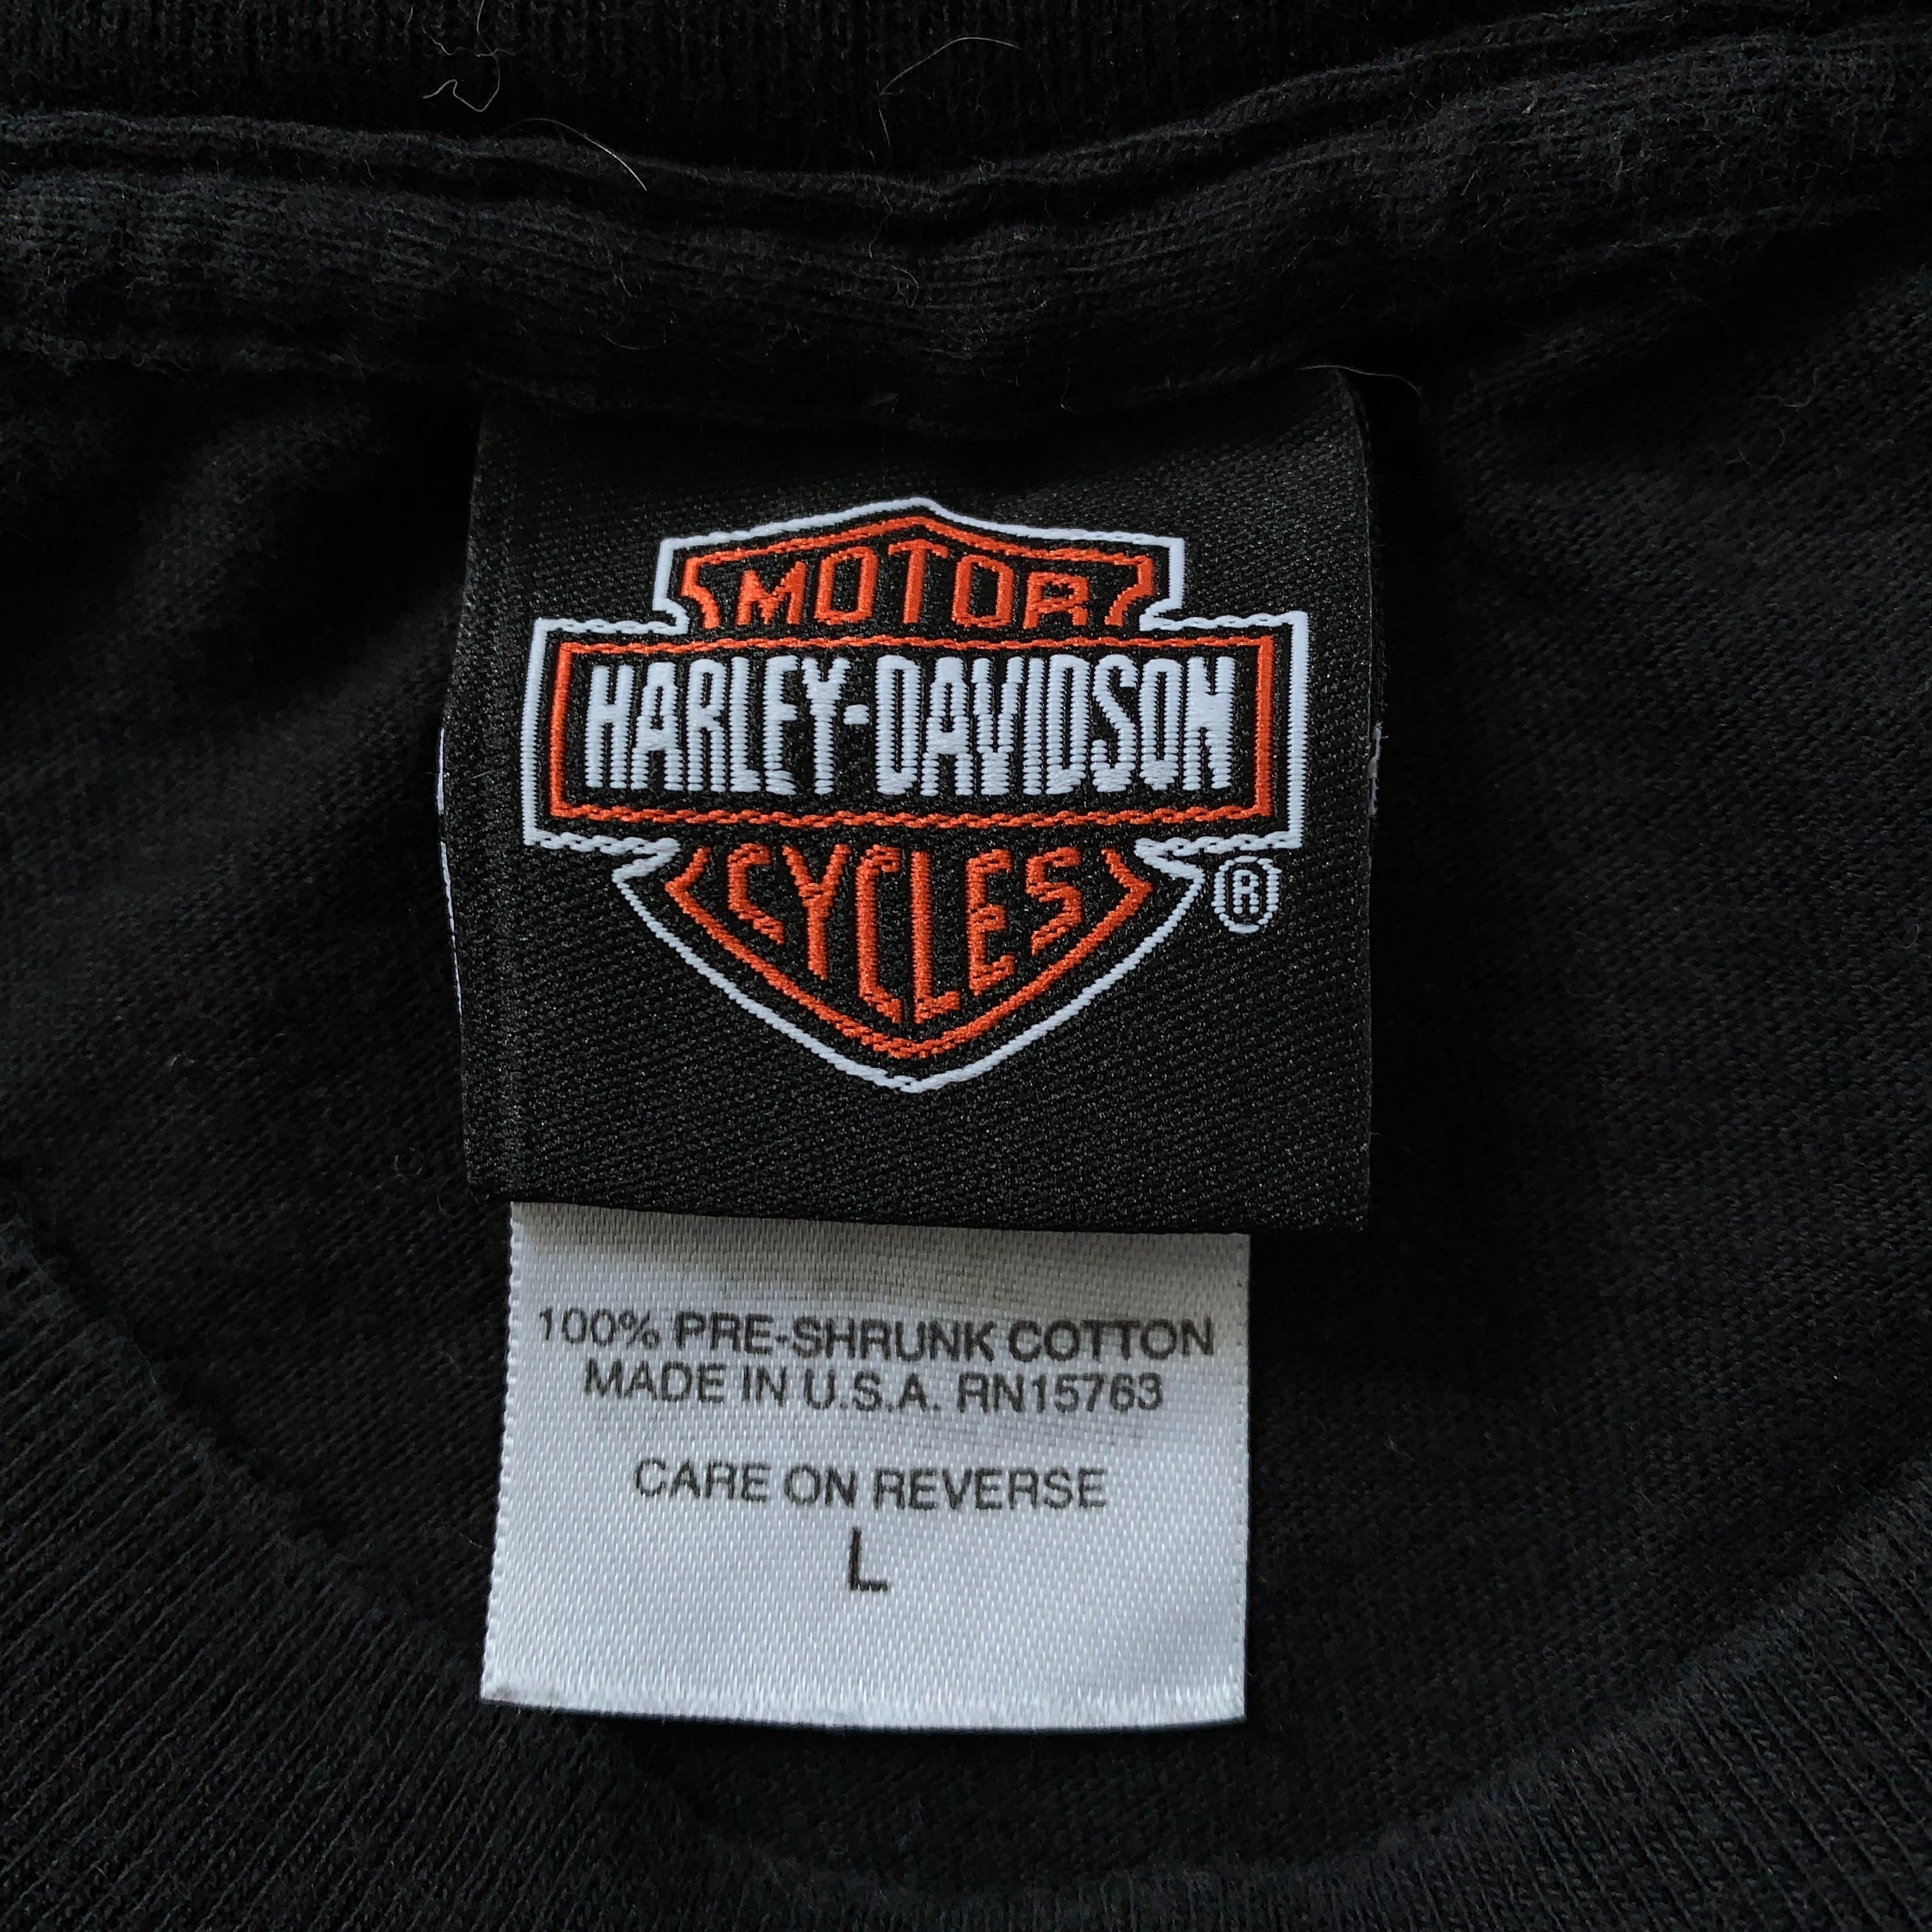 MOTOR
HARLEY-DAVIDSON
CYCLES
®
100% PRE-SHRUNK COTTON
MADE IN U.S.A. RN15763
CARE ON REVERSE
L